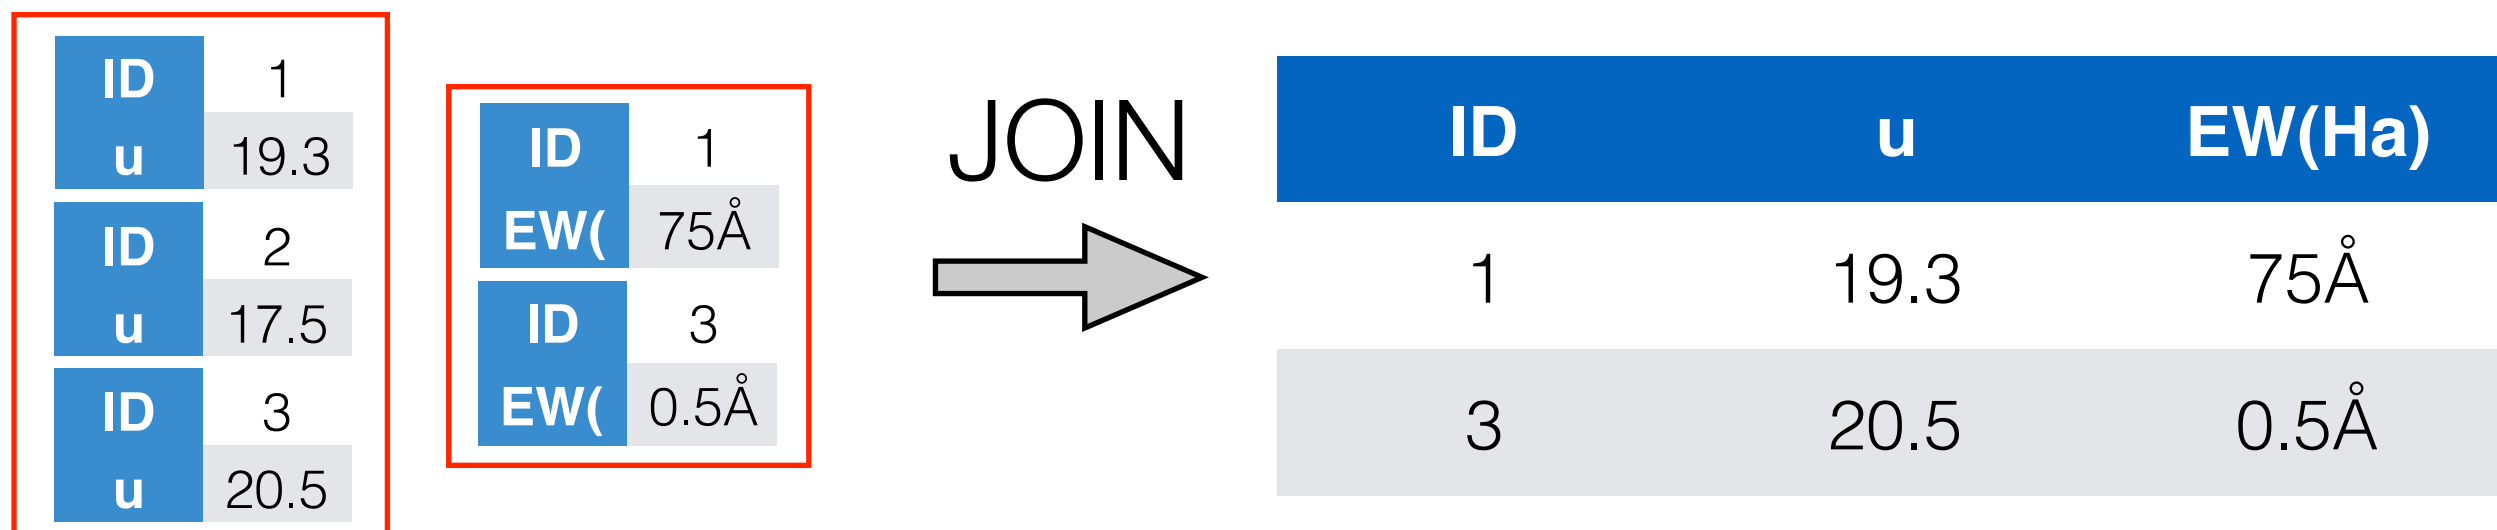 ID 1
u 19.3
ID 2
u 17.5
ID 3
u 20.5
ID 1
EW( 75Å
ID 3
EW( 0.5Å
JOIN
ID u EW(Ha)
1 19.3 75Å
3 20.5 0.5Å